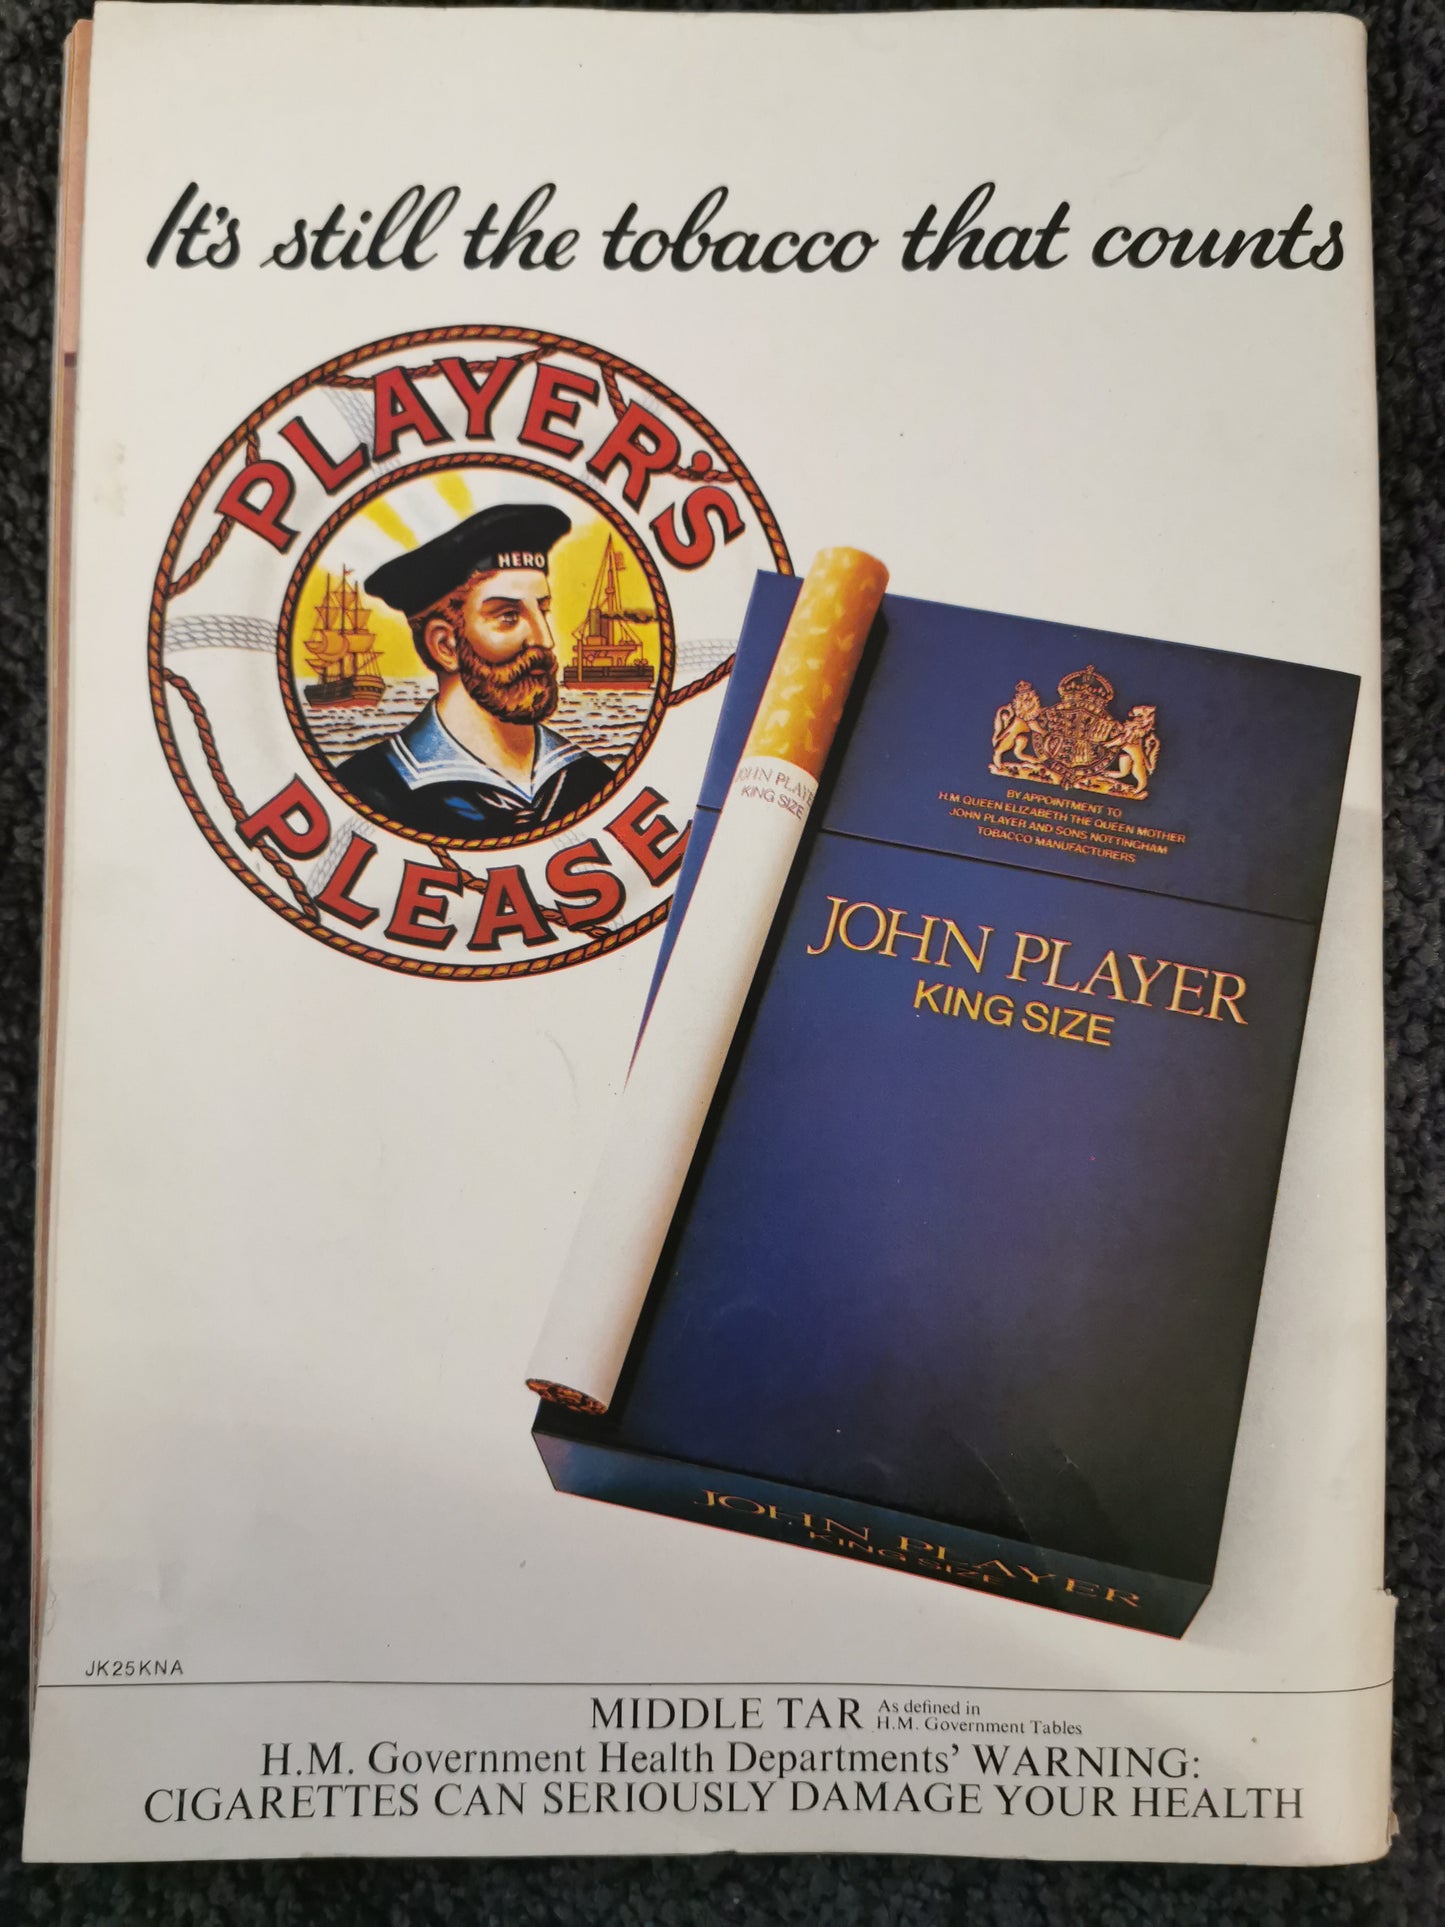 It's still the tobacco that counts
PLAYER'S
HERO
PLEASE
JOHN PLAYE
KING SIZE
BY APPOINTMENT TO
H.M. QUEEN ELIZABETH THE QUEEN MOTHER
JOHN PLAYER AND SONS NOTTINGHAM
TOBACCO MANUFACTURERS
JOHN PLAYER
KING SIZE
JOHN PLAYER
KING SIZE
JK25KNA
MIDDLE TAR As defined in
H.M. Government Tables
H.M. Government Health Departments' WARNING:
CIGARETTES CAN SERIOUSLY DAMAGE YOUR HEALTH